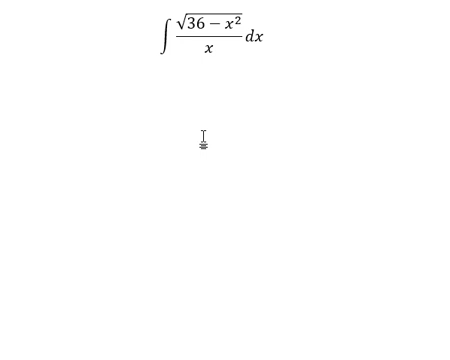 ∫ √(36 − x²) / x dx